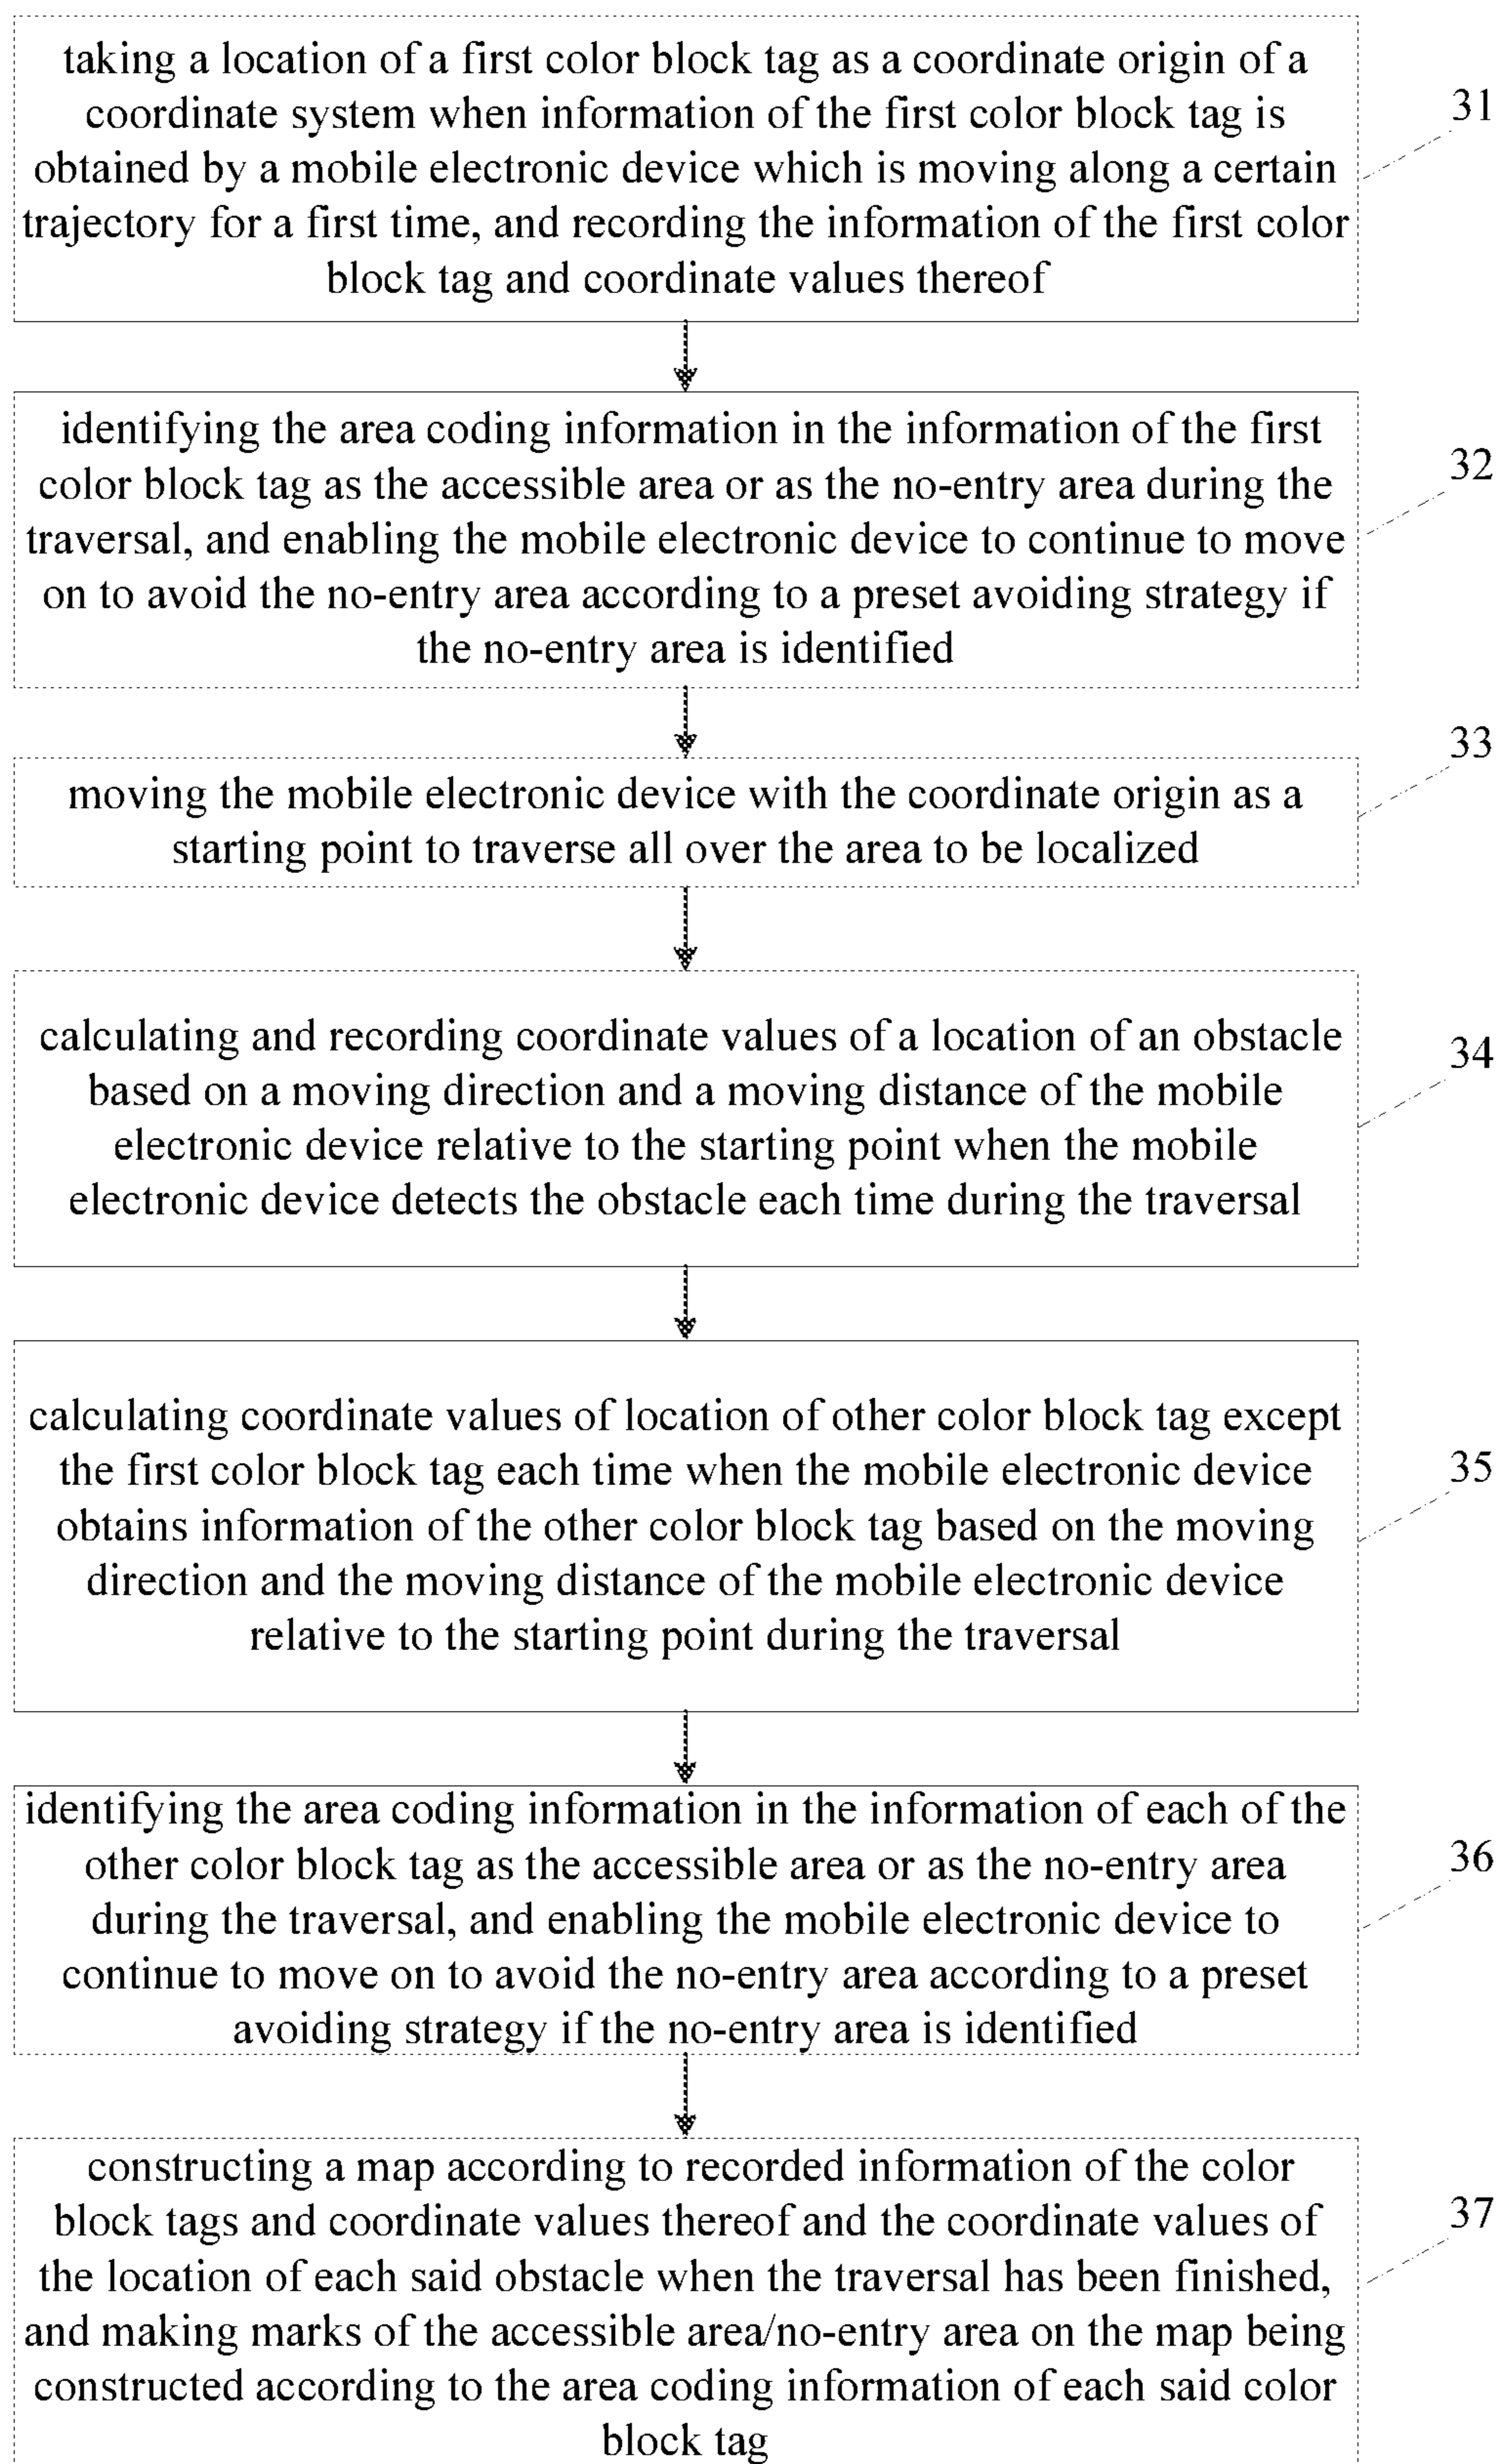 taking a location of a first color block tag as a coordinate origin of a
coordinate system when information of the first color block tag is
obtained by a mobile electronic device which is moving along a certain
trajectory for a first time, and recording the information of the first color
block tag and coordinate values thereof
31
identifying the area coding information in the information of the first
color block tag as the accessible area or as the no-entry area during the
traversal, and enabling the mobile electronic device to continue to move
on to avoid the no-entry area according to a preset avoiding strategy if
the no-entry area is identified
32
moving the mobile electronic device with the coordinate origin as a
starting point to traverse all over the area to be localized
33
calculating and recording coordinate values of a location of an obstacle
based on a moving direction and a moving distance of the mobile
electronic device relative to the starting point when the mobile
electronic device detects the obstacle each time during the traversal
34
calculating coordinate values of location of other color block tag except
the first color block tag each time when the mobile electronic device
obtains information of the other color block tag based on the moving
direction and the moving distance of the mobile electronic device
relative to the starting point during the traversal
35
identifying the area coding information in the information of each of the
other color block tag as the accessible area or as the no-entry area
during the traversal, and enabling the mobile electronic device to
continue to move on to avoid the no-entry area according to a preset
avoiding strategy if the no-entry area is identified
36
constructing a map according to recorded information of the color
block tags and coordinate values thereof and the coordinate values of
the location of each said obstacle when the traversal has been finished,
and making marks of the accessible area/no-entry area on the map being
constructed according to the area coding information of each said color
block tag
37